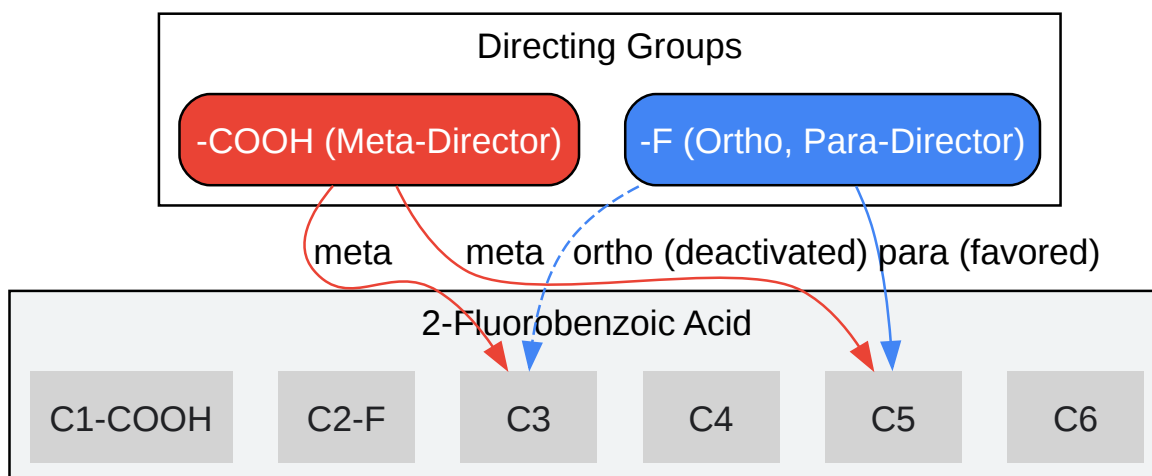 Directing Groups
-COOH (Meta-Director)
-F (Ortho, Para-Director)
meta
meta
ortho (deactivated)
para (favored)
2-Fluorobenzoic Acid
C1-COOH
C2-F
C3
C4
C5
C6